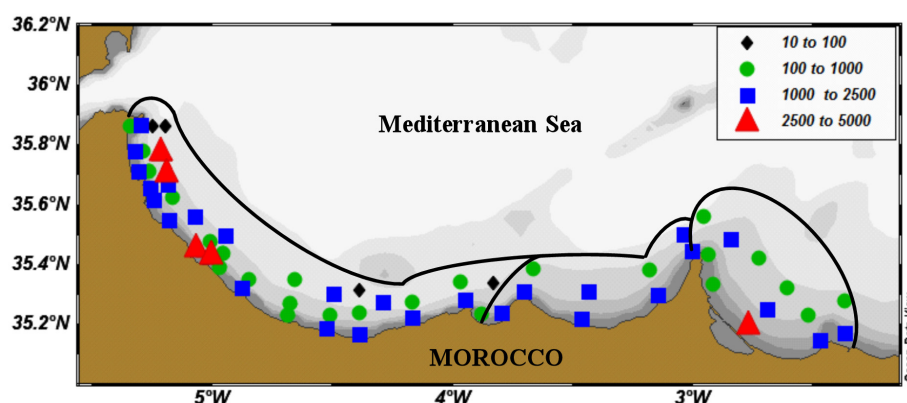 36.2°N
36°N
35.8°N
35.6°N
35.4°N
35.2°N
10 to 100
100 to 1000
1000 to 2500
2500 to 5000
Mediterranean Sea
MOROCCO
5°W
4°W
3°W